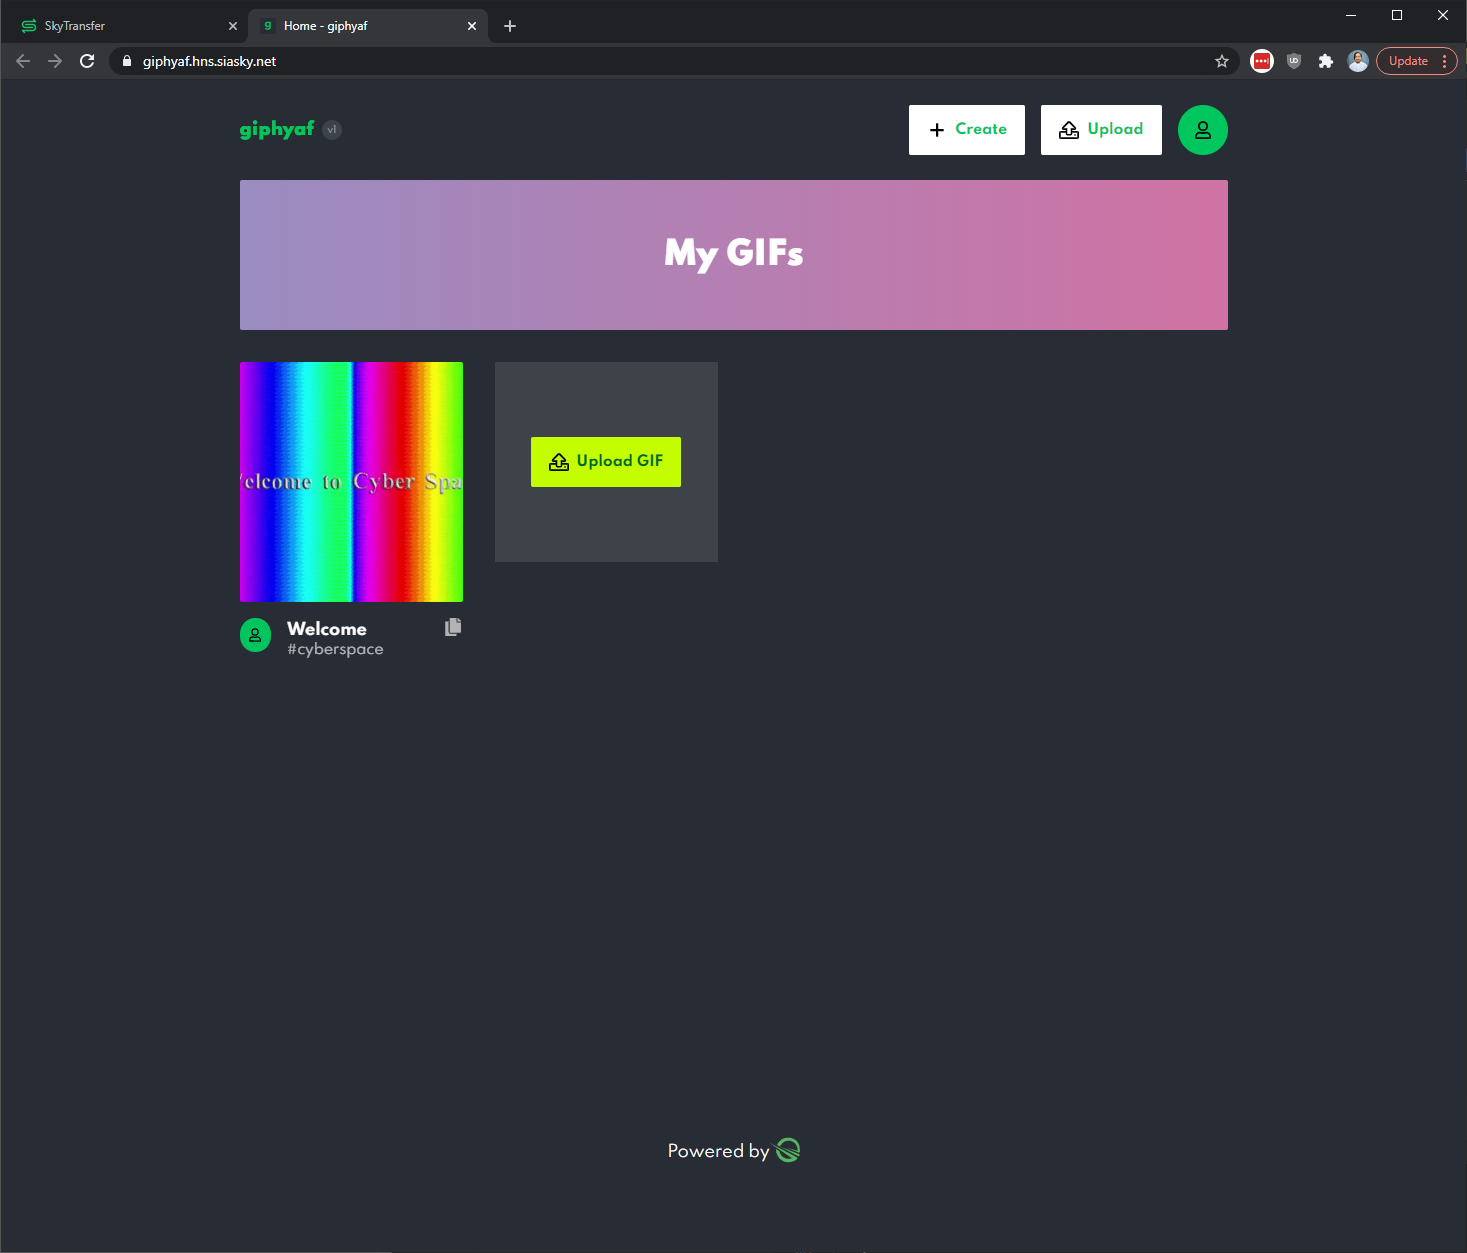 SkyTransfer
g Home - giphyaf
giphyaf.hns.siasky.net
Update
giphyaf v1
Create
Upload
My GIFs
elcome to Cyber Spa
Upload GIF
Welcome
#cyberspace
Powered by